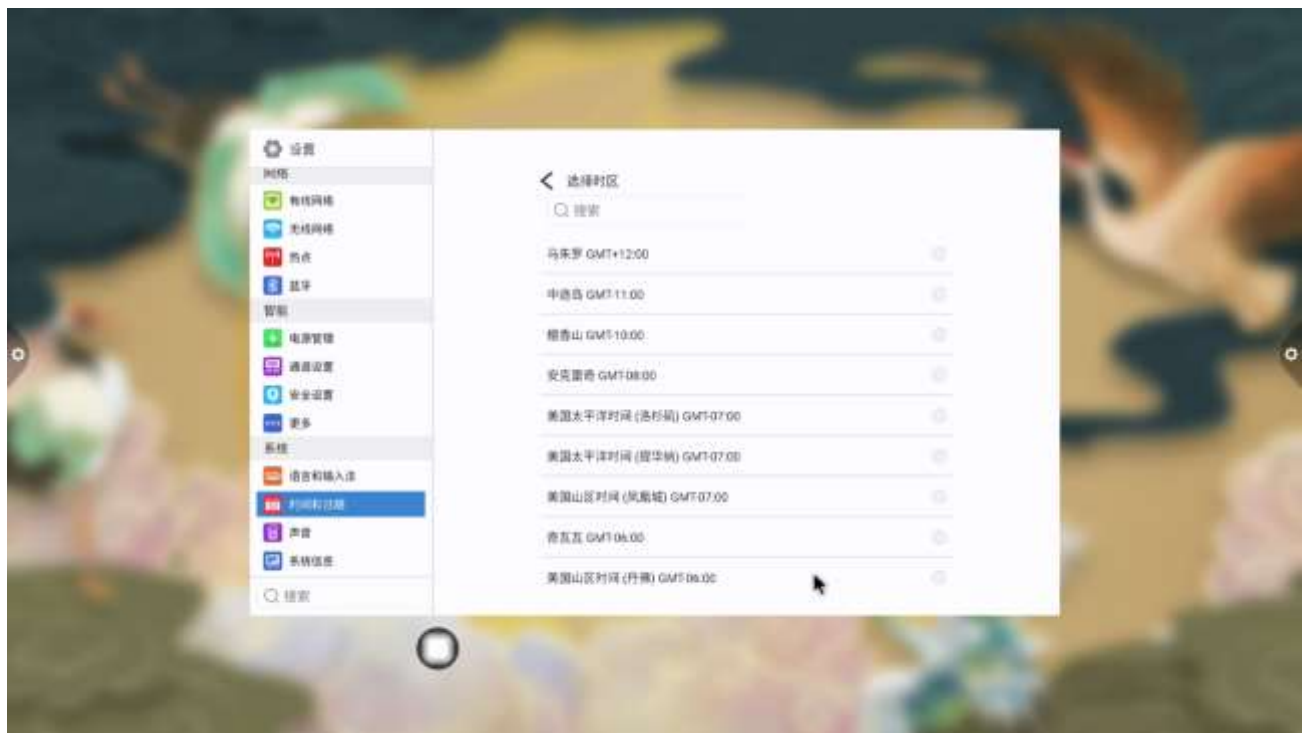 设置
网络
有线网络
无线网络
热点
蓝牙
智能
电源管理
通道设置
安全设置
更多
系统
语言和输入法
时间和日期
声音
系统信息
搜索
选择时区
搜索
马朱罗 GMT+12:00
中途岛 GMT-11:00
檀香山 GMT-10:00
安克雷奇 GMT-08:00
美国太平洋时间 (洛杉矶) GMT-07:00
美国太平洋时间 (提华纳) GMT-07:00
美国山区时间 (凤凰城) GMT-07:00
奇瓦瓦 GMT-06:00
美国山区时间 (丹佛) GMT-06:00